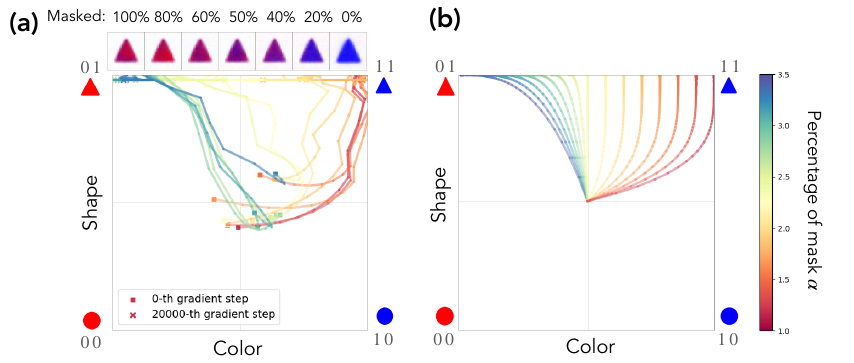 (a)
Masked: 100% 80% 60% 50% 40% 20% 0%
01
11
Shape
0-th gradient step
20000-th gradient step
00
Color
10
(b)
01
11
Shape
00
Color
10
3.5
3.0
2.5
2.0
1.5
1.0
Percentage of mask α